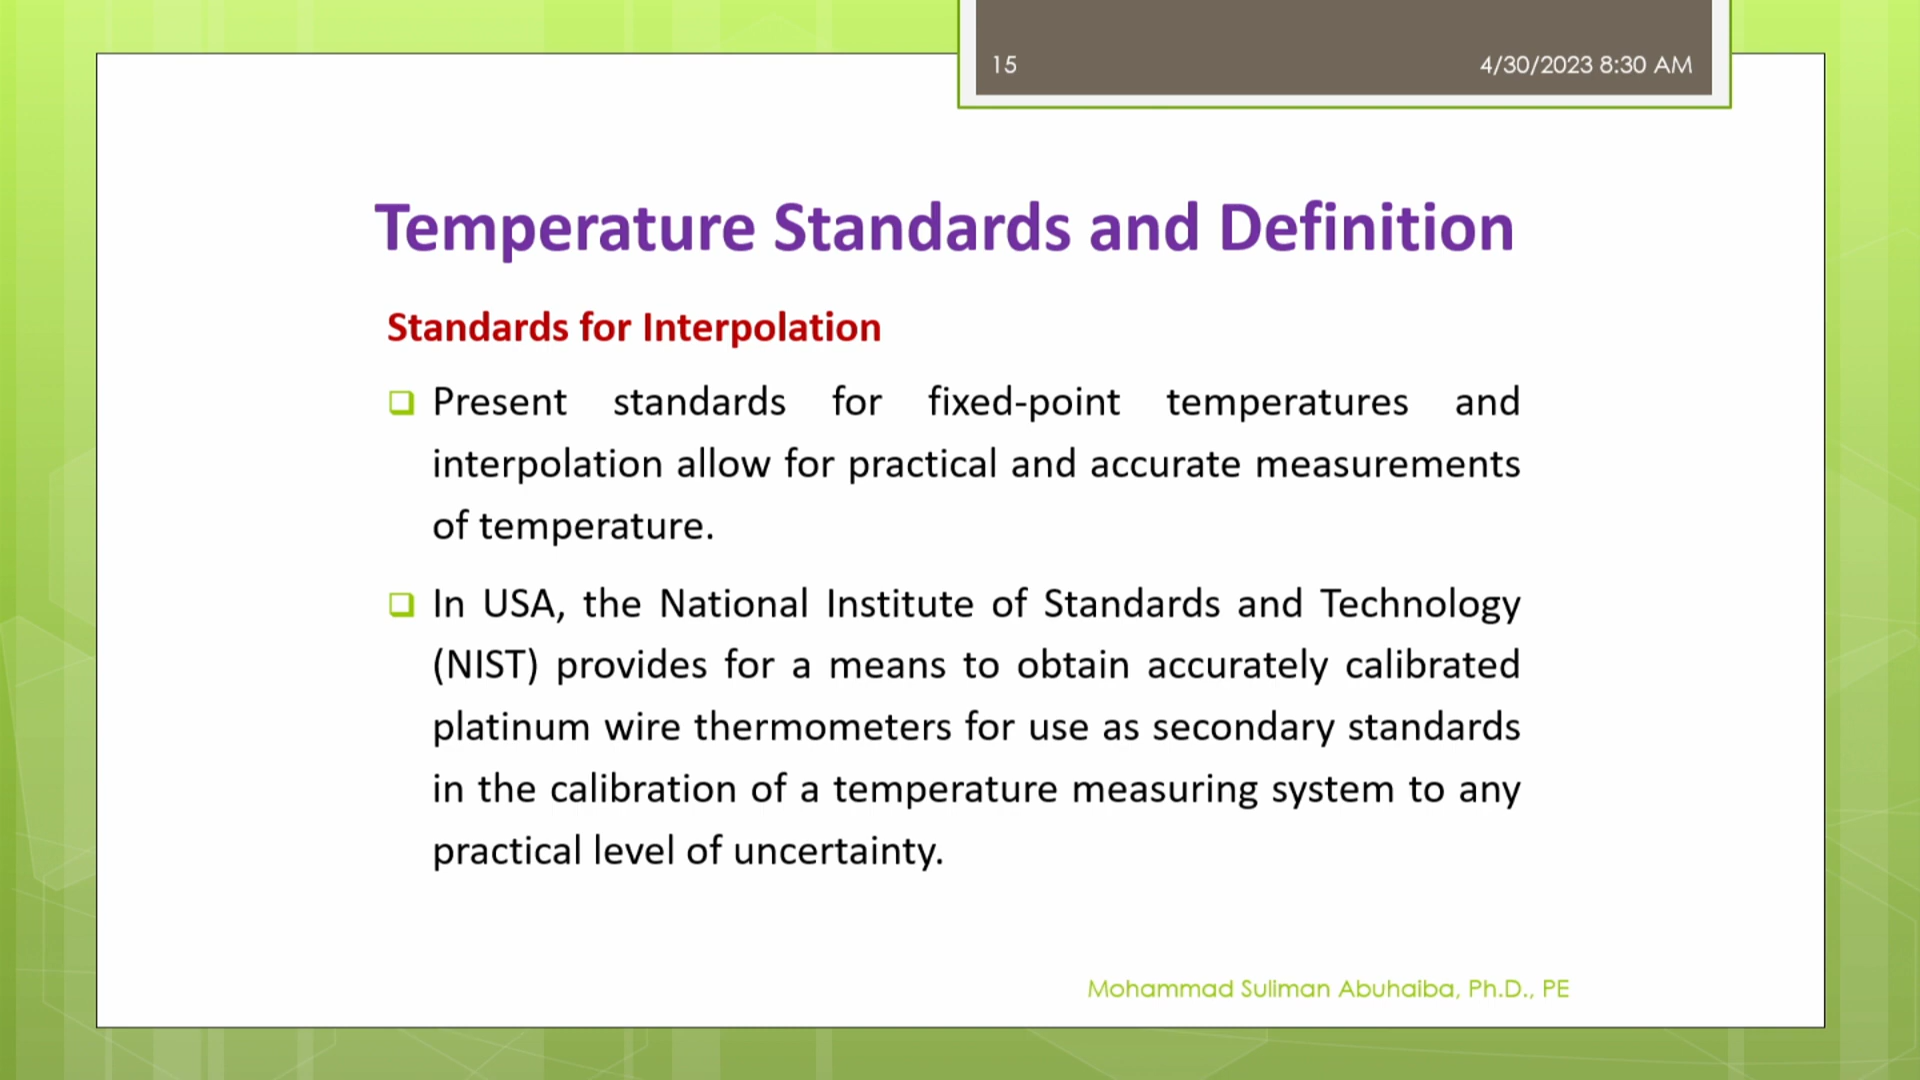 15
4/30/2023 8:30 AM
Temperature Standards and Definition
Standards for Interpolation
Present standards for fixed-point temperatures and
interpolation allow for practical and accurate measurements
of temperature.
In USA, the National Institute of Standards and Technology
(NIST) provides for a means to obtain accurately calibrated
platinum wire thermometers for use as secondary standards
in the calibration of a temperature measuring system to any
practical level of uncertainty.
Mohammad Suliman Abuhaiba, Ph.D., PE